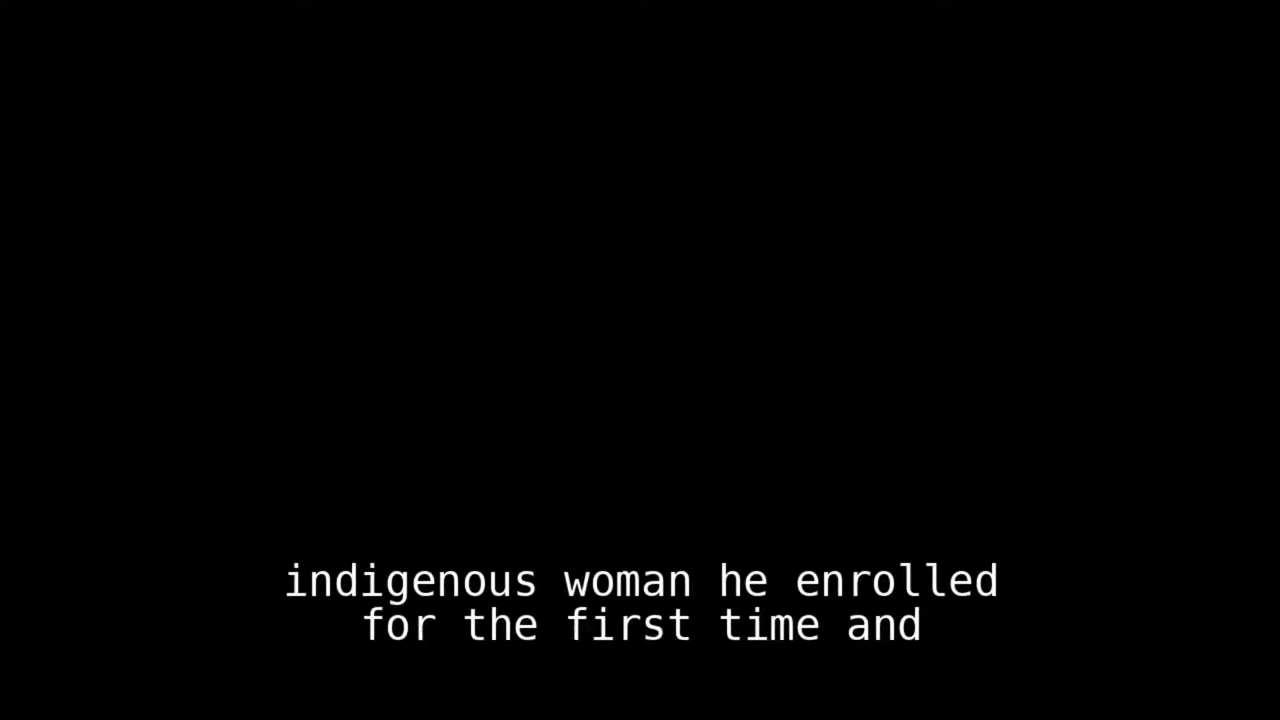 indigenous woman he enrolled
for the first time and